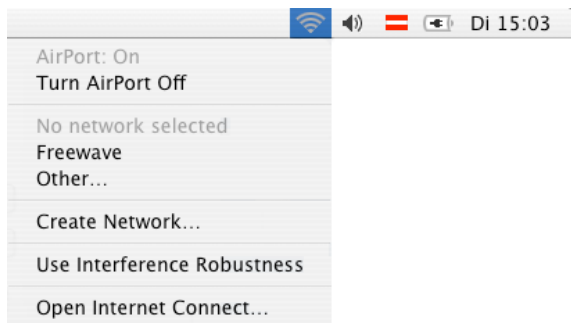 Di 15:03
AirPort: On
Turn AirPort Off
No network selected
Freewave
Other...
Create Network...
Use Interference Robustness
Open Internet Connect...